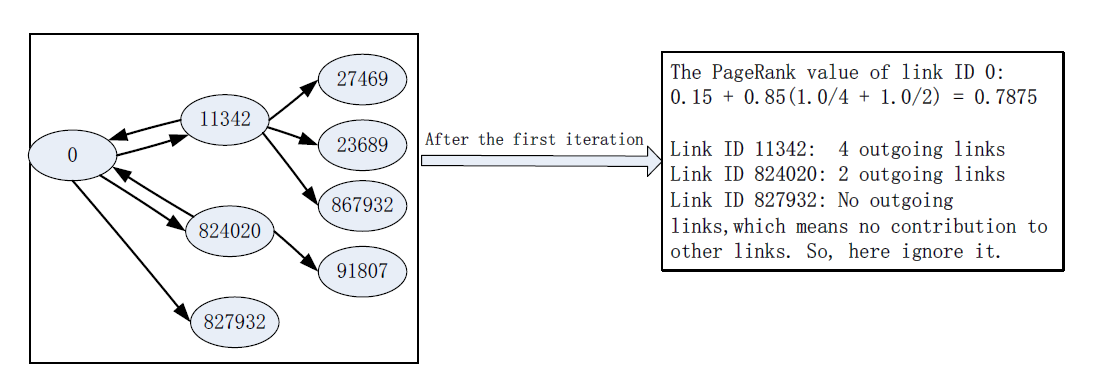 27469
11342
23689
0
867932
824020
91807
827932
After the first iteration
The PageRank value of link ID 0:
0.15 + 0.85(1.0/4 + 1.0/2) = 0.7875
Link ID 11342: 4 outgoing links
Link ID 824020: 2 outgoing links
Link ID 827932: No outgoing
links,which means no contribution to
other links. So, here ignore it.